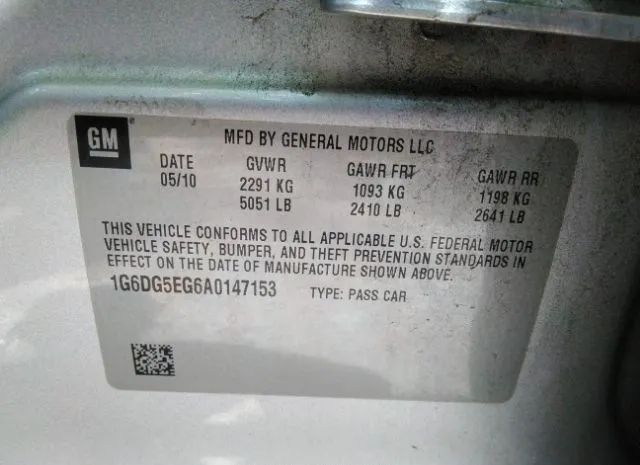 GM
MFD BY GENERAL MOTORS LLC
DATE GVWR GAWR FRT GAWR RR
05/10 2291 KG 1093 KG 1198 KG
5051 LB 2410 LB 2641 LB
THIS VEHICLE CONFORMS TO ALL APPLICABLE U.S. FEDERAL MOTOR
VEHICLE SAFETY, BUMPER, AND THEFT PREVENTION STANDARDS IN
EFFECT ON THE DATE OF MANUFACTURE SHOWN ABOVE.
1G6DG5EG6A0147153 TYPE: PASS CAR